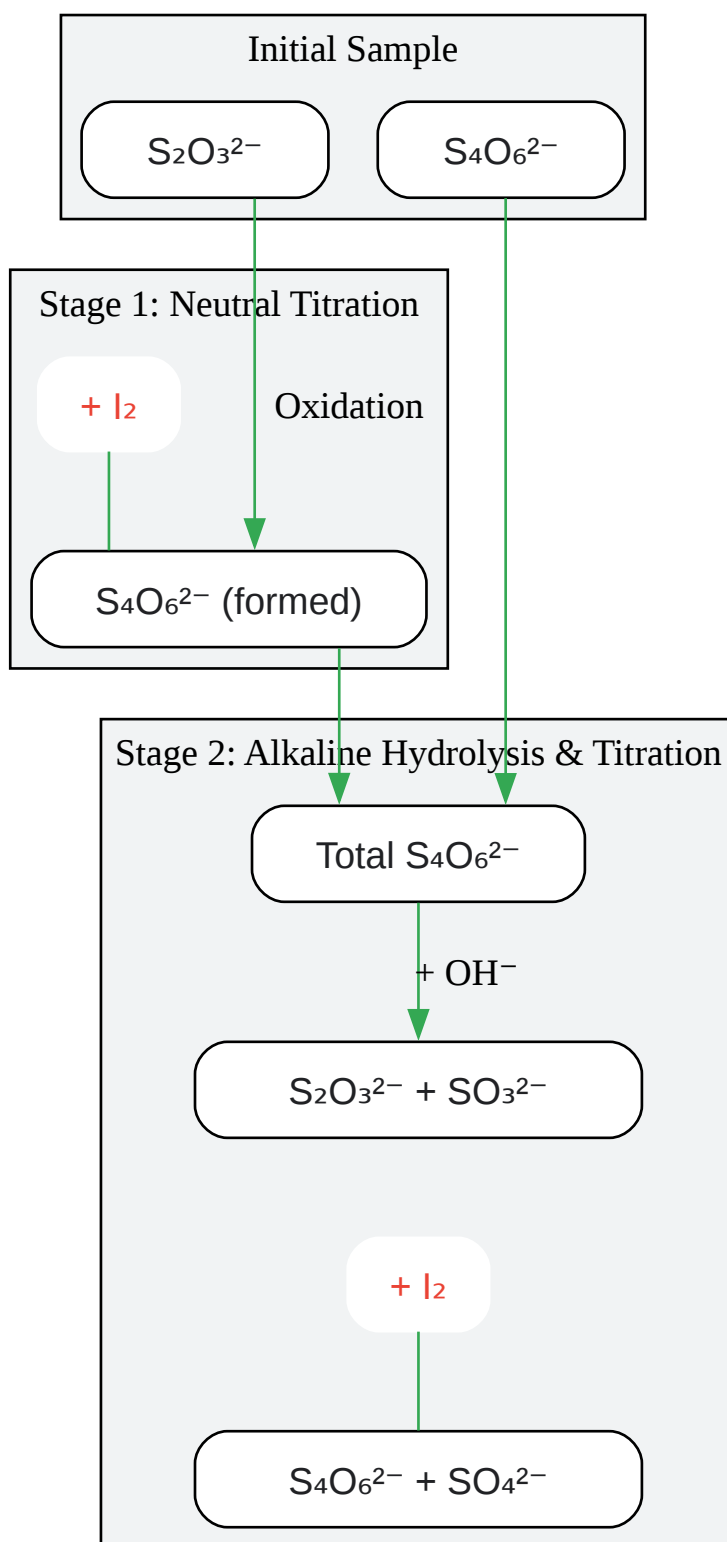 Initial Sample
S₂O₃²⁻
S₄O₆²⁻
Stage 1: Neutral Titration
+ I₂
Oxidation
S₄O₆²⁻ (formed)
Stage 2: Alkaline Hydrolysis & Titration
Total S₄O₆²⁻
+ OH⁻
S₂O₃²⁻ + SO₃²⁻
+ I₂
S₄O₆²⁻ + SO₄²⁻